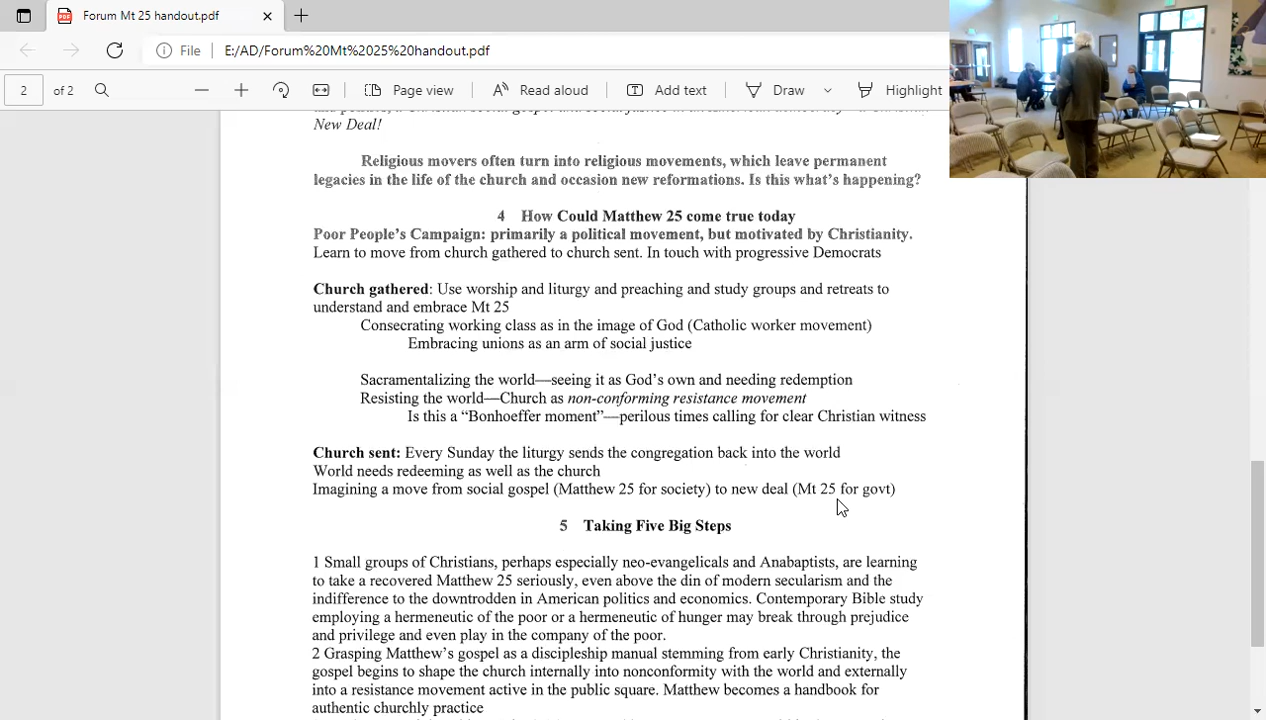 Forum Mt 25 handout.pdf
File
E:/AD/Forum%20Mt%2025%20handout.pdf
2 of 2
Page view
Read aloud
Add text
Draw
Highlight
New Deal!
Religious movers often turn into religious movements, which leave permanent
legacies in the life of the church and occasion new reformations. Is this what's happening?
4 How Could Matthew 25 come true today
Poor People's Campaign: primarily a political movement, but motivated by Christianity.
Learn to move from church gathered to church sent. In touch with progressive Democrats
Church gathered: Use worship and liturgy and preaching and study groups and retreats to
understand and embrace Mt 25
Consecrating working class as in the image of God (Catholic worker movement)
Embracing unions as an arm of social justice
Sacramentalizing the world—seeing it as God's own and needing redemption
Resisting the world—Church as non-conforming resistance movement
Is this a “Bonhoeffer moment”—perilous times calling for clear Christian witness
Church sent: Every Sunday the liturgy sends the congregation back into the world
World needs redeeming as well as the church
Imagining a move from social gospel (Matthew 25 for society) to new deal (Mt 25 for govt)
5 Taking Five Big Steps
1 Small groups of Christians, perhaps especially neo-evangelicals and Anabaptists, are learning
to take a recovered Matthew 25 seriously, even above the din of modern secularism and the
indifference to the downtrodden in American politics and economics. Contemporary Bible study
employing a hermeneutic of the poor or a hermeneutic of hunger may break through prejudice
and privilege and even play in the company of the poor.
2 Grasping Matthew's gospel as a discipleship manual stemming from early Christianity, the
gospel begins to shape the church internally into nonconformity with the world and externally
into a resistance movement active in the public square. Matthew becomes a handbook for
authentic churchly practice